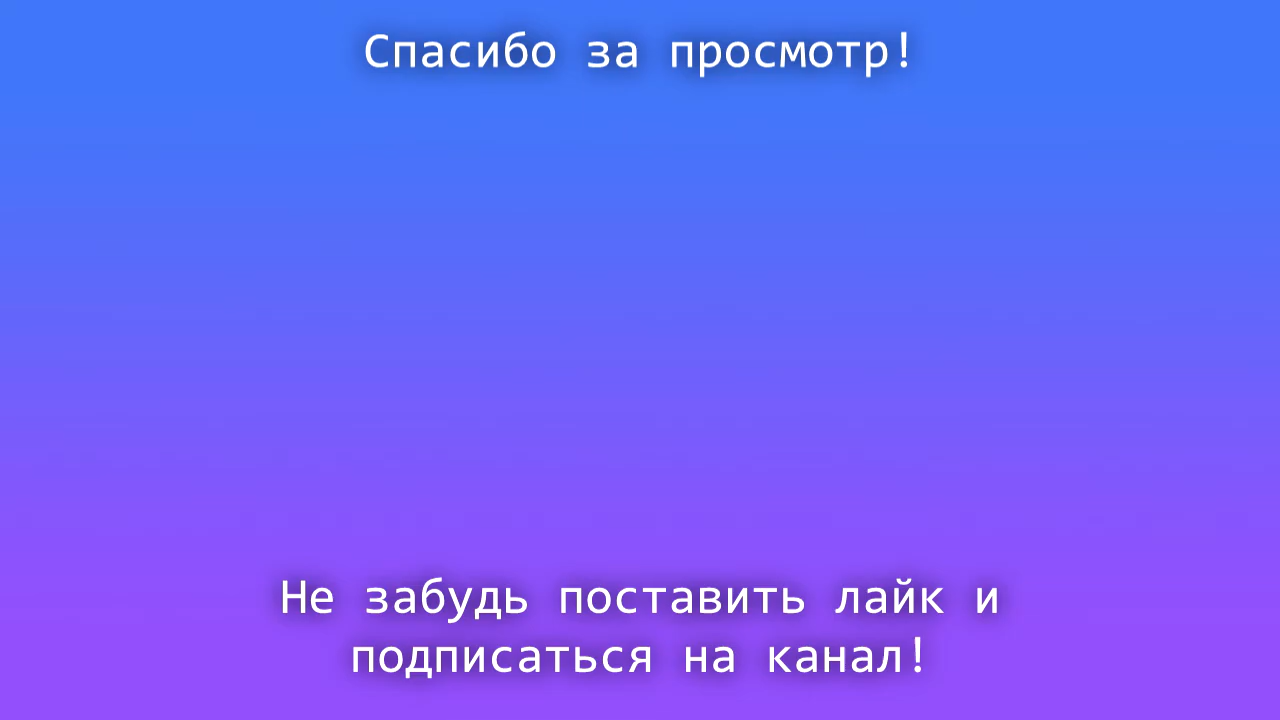 Спасибо за просмотр!
Не забудь поставить лайк и
подписаться на канал!